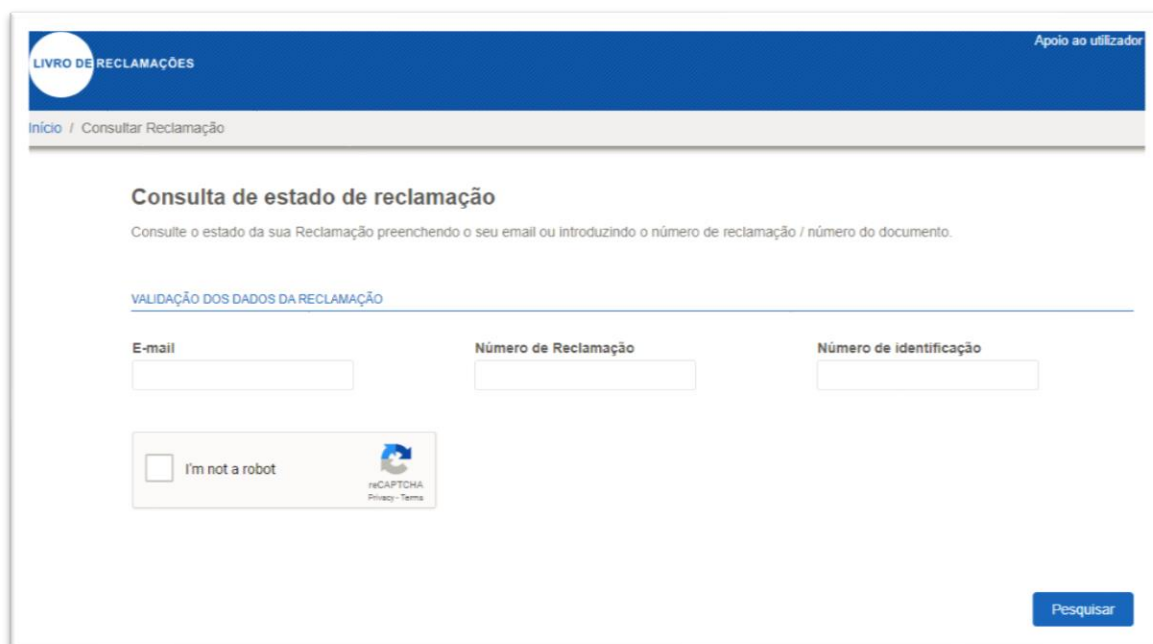 Apoio ao utilizador
LIVRO DE RECLAMAÇÕES
Início / Consultar Reclamação
Consulta de estado de reclamação
Consulte o estado da sua Reclamação preenchendo o seu email ou introduzindo o número de reclamação / número do documento.
VALIDAÇÃO DOS DADOS DA RECLAMAÇÃO
E-mail
Número de Reclamação
Número de identificação
I'm not a robot
reCAPTCHA
Privacy - Terms
Pesquisar